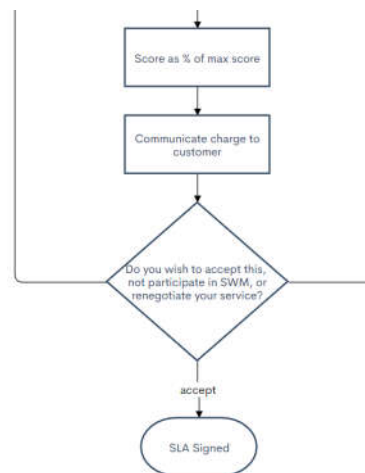 Score as % of max score
Communicate charge to
customer
Do you wish to accept this,
not participate in SWM, or
renegotiate your service?
accept
SLA Signed